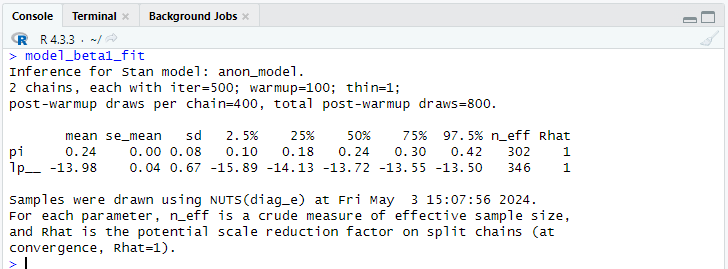 Console Terminal × Background Jobs ×
R R 4.3.3 · ~/
> model_beta1_fit
Inference for Stan model: anon_model.
2 chains, each with iter=500; warmup=100; thin=1;
post-warmup draws per chain=400, total post-warmup draws=800.
mean se_mean sd 2.5% 25% 50% 75% 97.5% n_eff Rhat
pi 0.24 0.00 0.08 0.10 0.18 0.24 0.30 0.42 302 1
lp__ -13.98 0.04 0.67 -15.89 -14.13 -13.72 -13.55 -13.50 346 1
Samples were drawn using NUTS(diag_e) at Fri May  3 15:07:56 2024.
For each parameter, n_eff is a crude measure of effective sample size,
and Rhat is the potential scale reduction factor on split chains (at
convergence, Rhat=1).
>